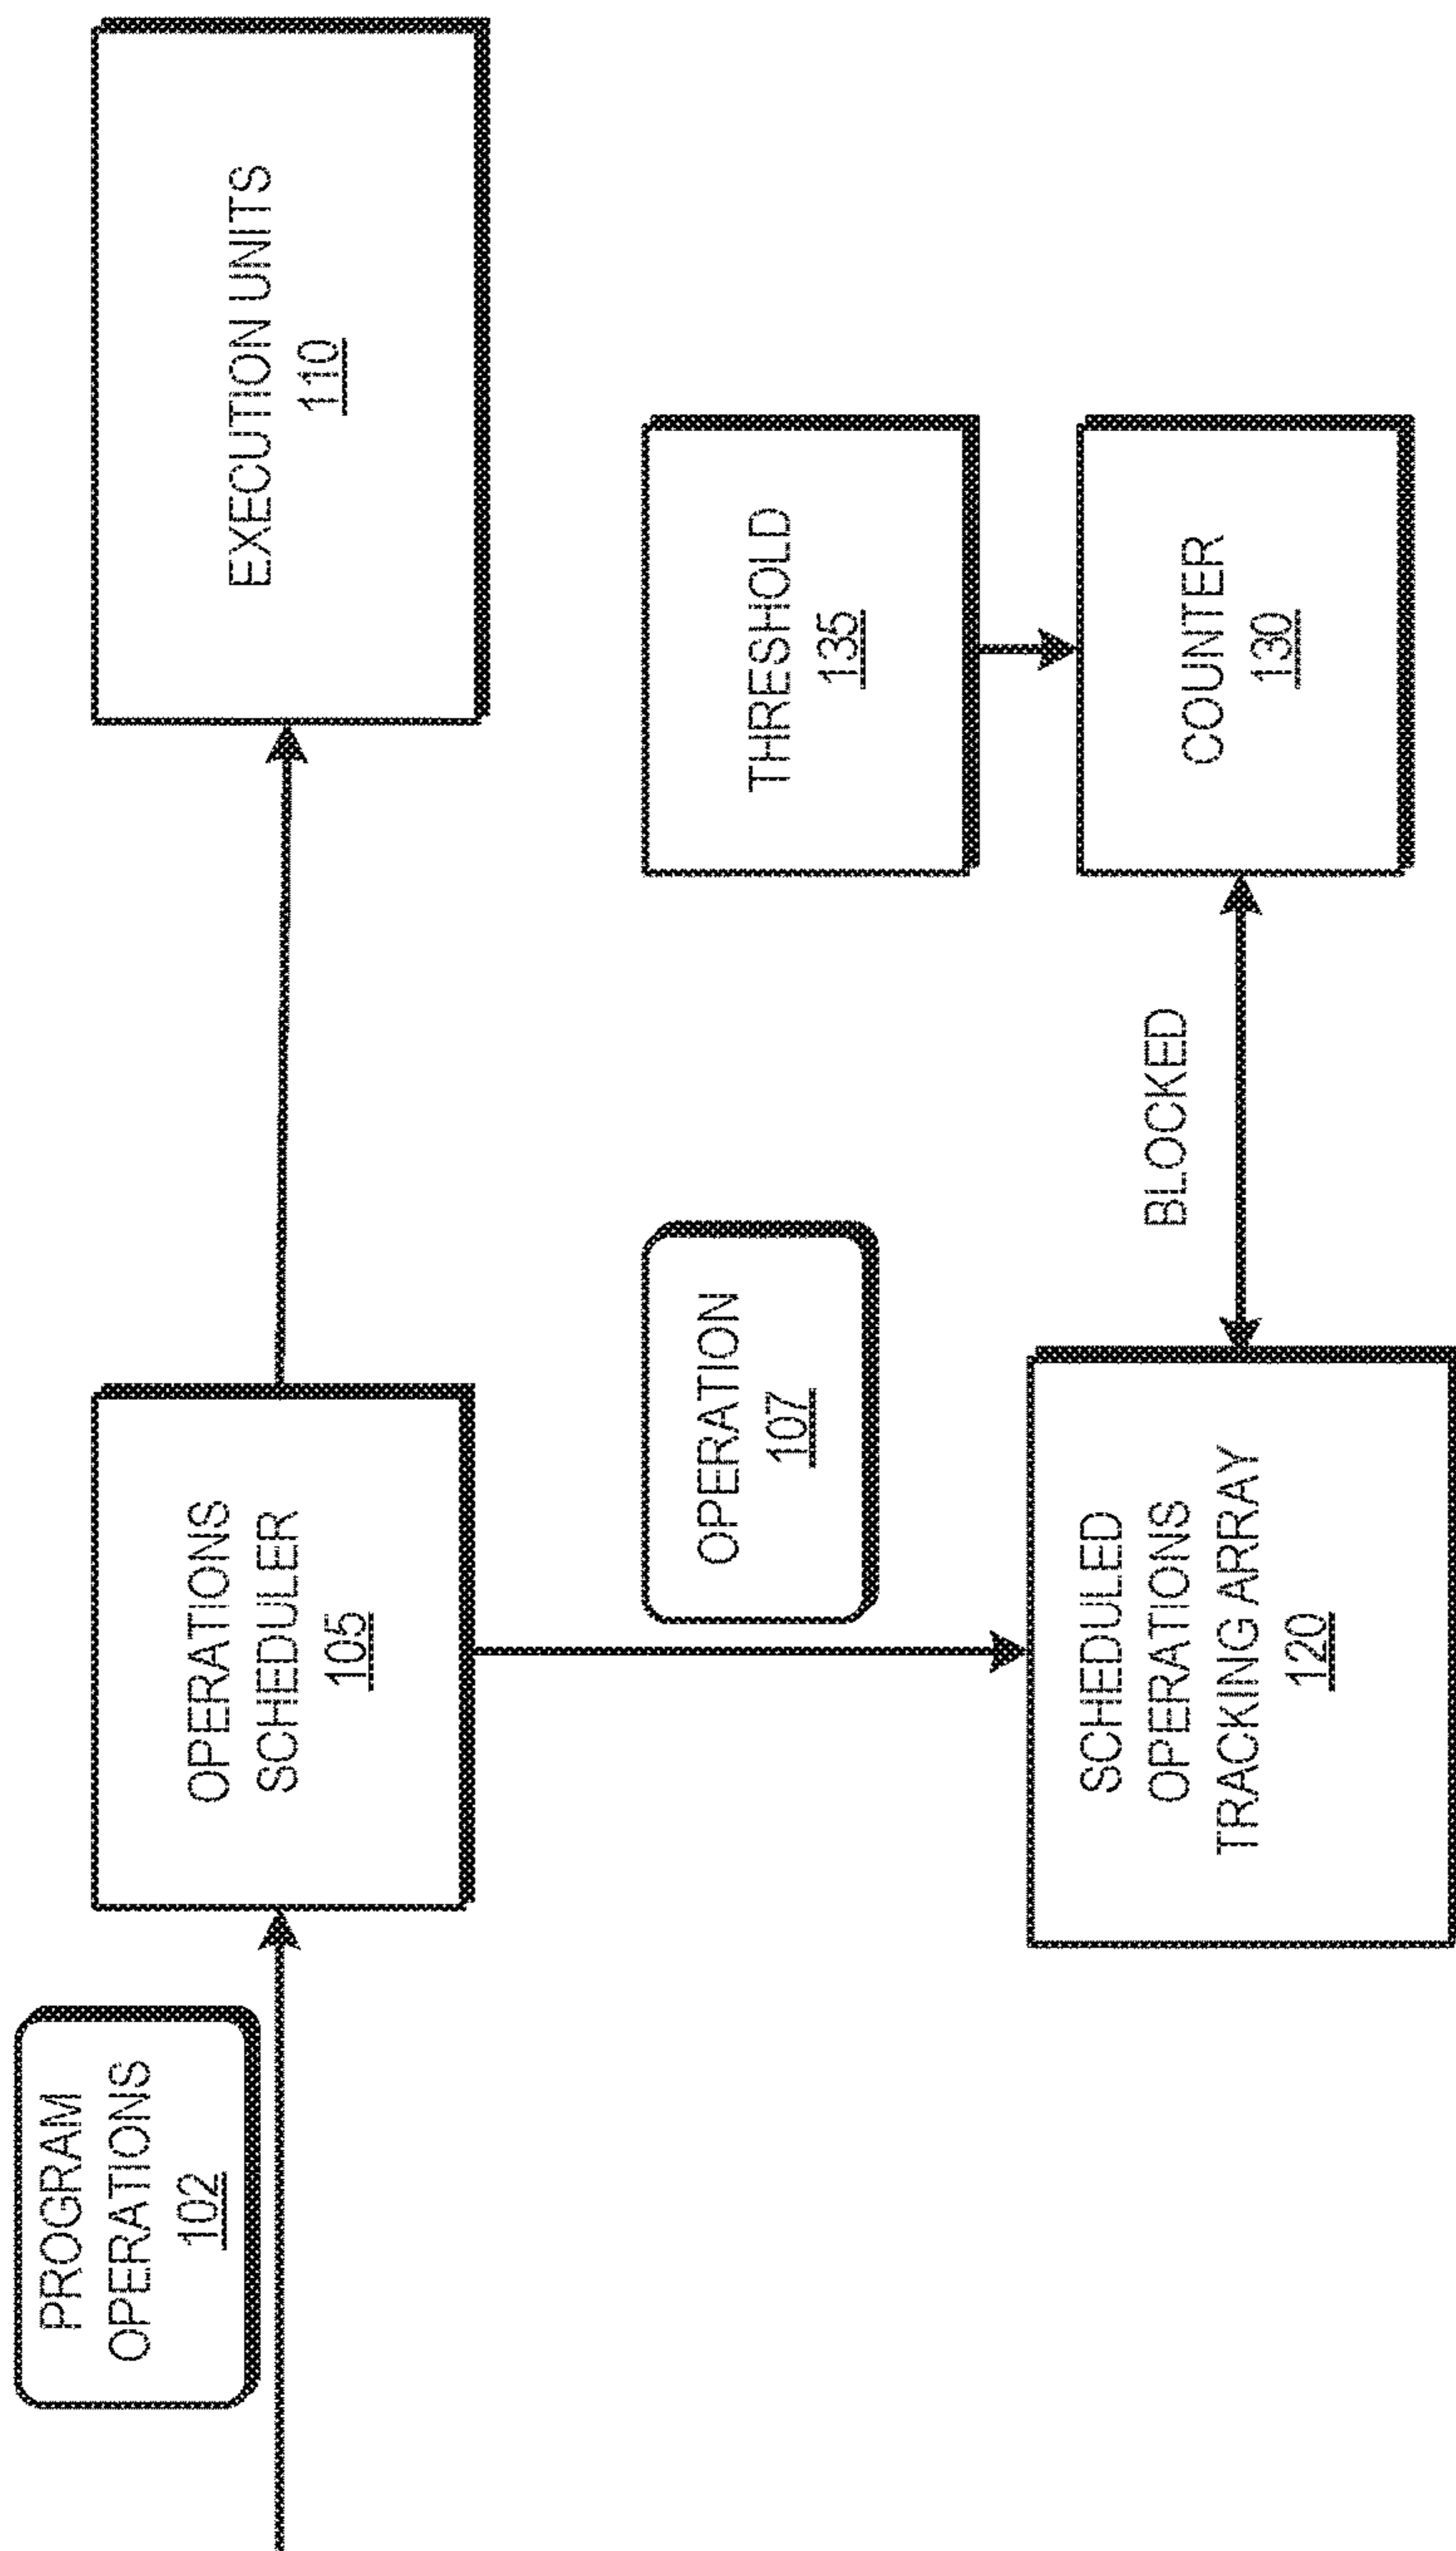 PROGRAM
OPERATIONS
102
OPERATIONS
SCHEDULER
105
EXECUTION UNITS
110
OPERATION
107
THRESHOLD
135
SCHEDULED
OPERATIONS
TRACKING ARRAY
120
BLOCKED
COUNTER
130